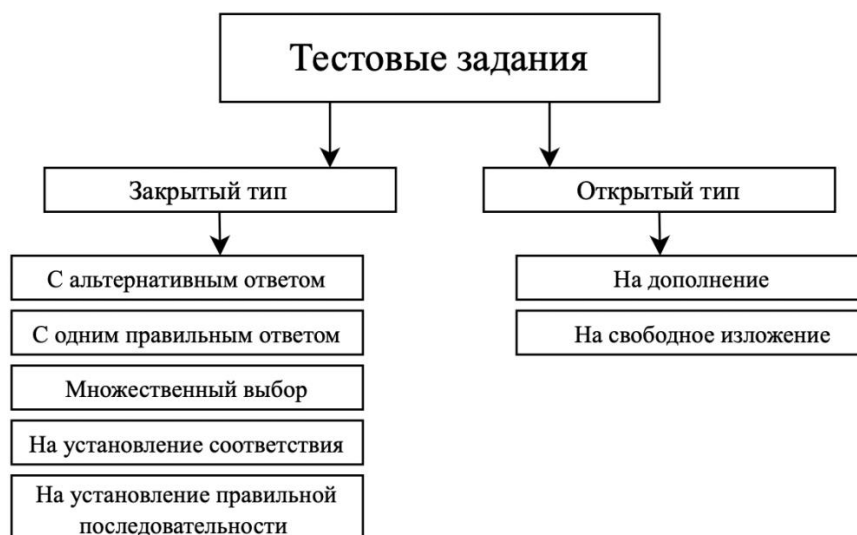 Тестовые задания
Закрытый тип
Открытый тип
С альтернативным ответом
С одним правильным ответом
Множественный выбор
На установление соответствия
На установление правильной
последовательности
На дополнение
На свободное изложение